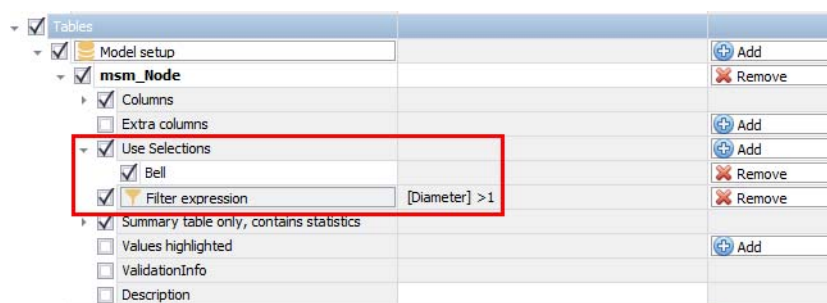 Tables
Model setup Add
msm_Node Remove
Columns
Extra columns Add
Use Selections Add
Bell Remove
Filter expression [Diameter] >1 Remove
Summary table only, contains statistics
Values highlighted Add
ValidationInfo
Description